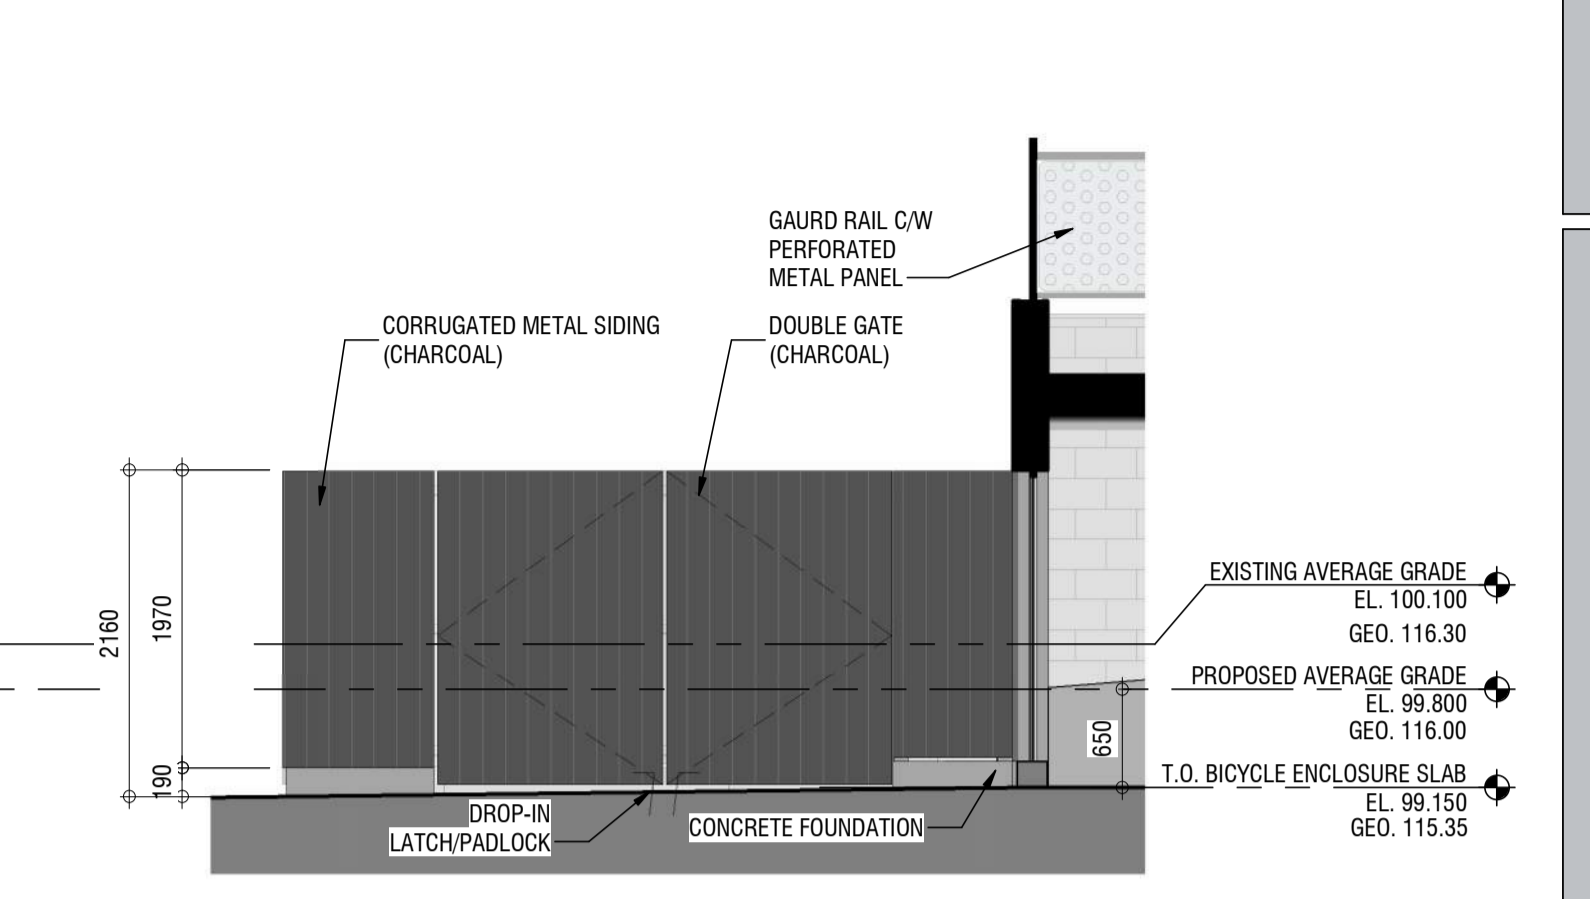 GAURD RAIL C/W
PERFORATED
METAL PANEL
CORRUGATED METAL SIDING
(CHARCOAL)
DOUBLE GATE
(CHARCOAL)
2160
1970
190
EXISTING AVERAGE GRADE
EL. 100.100
GEO. 116.30
PROPOSED AVERAGE GRADE
EL. 99.800
GEO. 116.00
650
T.O. BICYCLE ENCLOSURE SLAB
EL. 99.150
GEO. 115.35
DROP-IN
LATCH/PADLOCK
CONCRETE FOUNDATION